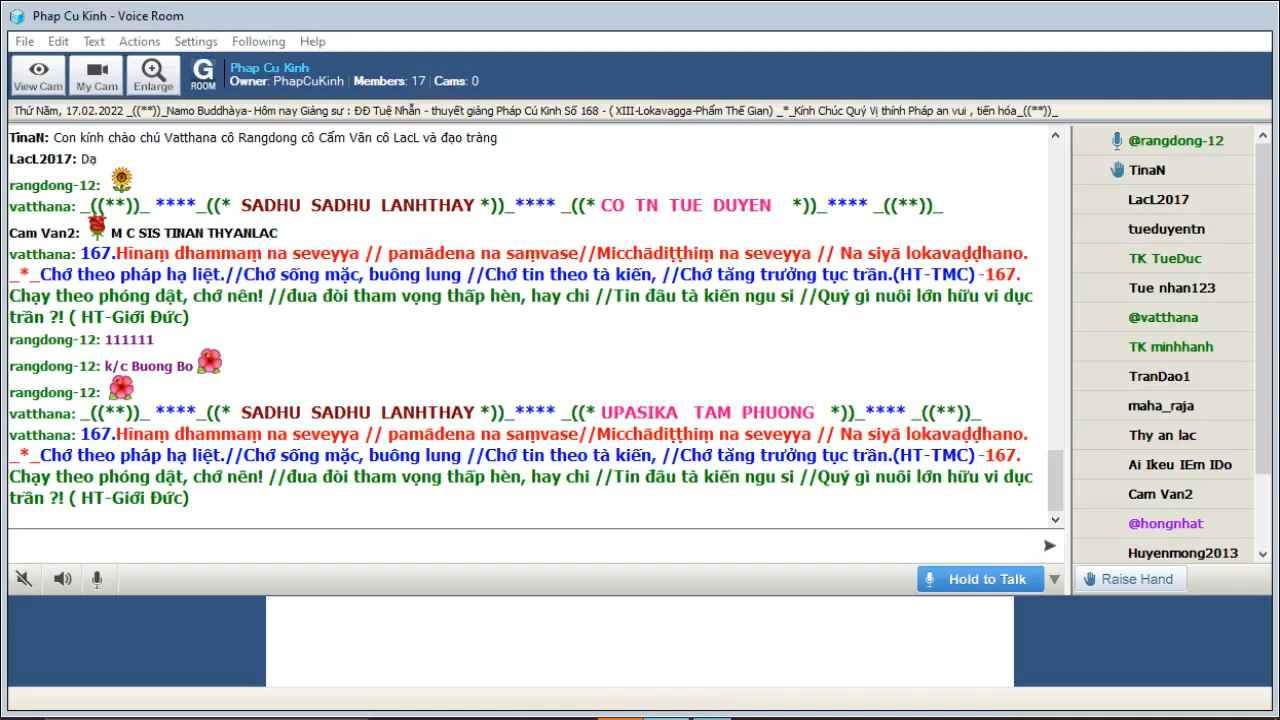 Phap Cu Kinh - Voice Room
File Edit Text Actions Settings Following Help
View Cam My Cam Enlarge G ROOM
Phap Cu Kinh
Owner: PhapCuKinh Members: 17 Cams: 0
Thứ Năm, 17.02.2022 _((**))_Namo Buddhàya- Hôm nay Giảng sư : ĐĐ Tuệ Nhẫn - thuyết giảng Pháp Cú Kinh Số 168 - ( XIII-Lokavagga-Phẩm Thế Gian) _*_Kính Chúc Quý Vị thính Pháp an vui , tiến hóa_((**))_
TinaN: Con kính chào chú Vatthana cô Rangdong cô Cẩm Vân cô LacL và đạo tràng
LacL2017: Dạ
rangdong-12:
vatthana: _((**))_ ****_((* SADHU SADHU LANHTHAY *))_**** _((* CO TN TUE DUYEN *))_**** _((**))_
Cam Van2: M C SIS TINAN THYANLAC
vatthana: 167.Hīnaṃ dhammaṃ na seveyya // pamādena na saṃvase//Micchādiṭṭhiṃ na seveyya // Na siyā lokavaḍḍhano.
_*_Chớ theo pháp hạ liệt.//Chớ sống mặc, buông lung //Chớ tin theo tà kiến, //Chớ tăng trưởng tục trần.(HT-TMC) -167.
Chạy theo phóng dật, chớ nên! //đua đòi tham vọng thấp hèn, hay chi //Tin đâu tà kiến ngu si //Quý gì nuôi lớn hữu vi dục
trần ?! ( HT-Giới Đức)
rangdong-12: 111111
rangdong-12: k/c Buong Bo
rangdong-12:
vatthana: _((**))_ ****_((* SADHU SADHU LANHTHAY *))_**** _((* UPASIKA TAM PHUONG *))_**** _((**))_
vatthana: 167.Hīnaṃ dhammaṃ na seveyya // pamādena na saṃvase//Micchādiṭṭhiṃ na seveyya // Na siyā lokavaḍḍhano.
_*_Chớ theo pháp hạ liệt.//Chớ sống mặc, buông lung //Chớ tin theo tà kiến, //Chớ tăng trưởng tục trần.(HT-TMC) -167.
Chạy theo phóng dật, chớ nên! //đua đòi tham vọng thấp hèn, hay chi //Tin đâu tà kiến ngu si //Quý gì nuôi lớn hữu vi dục
trần ?! ( HT-Giới Đức)
@rangdong-12
TinaN
LacL2017
tueduyentn
TK TueDuc
Tue nhan123
@vatthana
TK minhhanh
TranDao1
maha_raja
Thy an lac
Ai lkeu IEm IDo
Cam Van2
@hongnhat
Huyenmong2013
Hold to Talk
Raise Hand